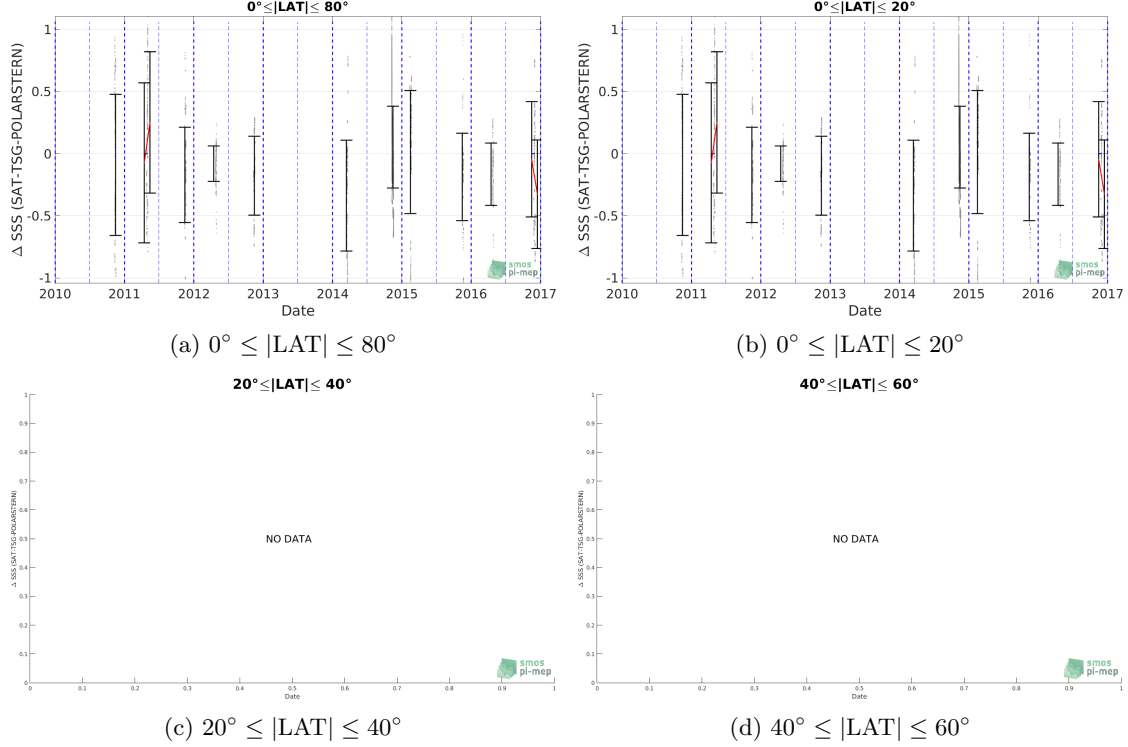 0°≤|LAT|≤ 80°
Δ SSS (SAT-TSG-POLARSTERN)
1
0.5
0
-0.5
-1
2010 2011 2012 2013 2014 2015 2016 2017
Date
smos
pi-mep
(a) 0° ≤ |LAT| ≤ 80°
0°≤|LAT|≤ 20°
Δ SSS (SAT-TSG-POLARSTERN)
1
0.5
0
-0.5
-1
2010 2011 2012 2013 2014 2015 2016 2017
Date
smos
pi-mep
(b) 0° ≤ |LAT| ≤ 20°
20°≤|LAT|≤ 40°
Δ SSS (SAT-TSG-POLARSTERN)
1
0.9
0.8
0.7
0.6
0.5
0.4
0.3
0.2
0.1
0
NO DATA
0 0.1 0.2 0.3 0.4 0.5 0.6 0.7 0.8 0.9 1
Date
smos
pi-mep
(c) 20° ≤ |LAT| ≤ 40°
40°≤|LAT|≤ 60°
Δ SSS (SAT-TSG-POLARSTERN)
1
0.9
0.8
0.7
0.6
0.5
0.4
0.3
0.2
0.1
0
NO DATA
0 0.1 0.2 0.3 0.4 0.5 0.6 0.7 0.8 0.9 1
Date
smos
pi-mep
(d) 40° ≤ |LAT| ≤ 60°